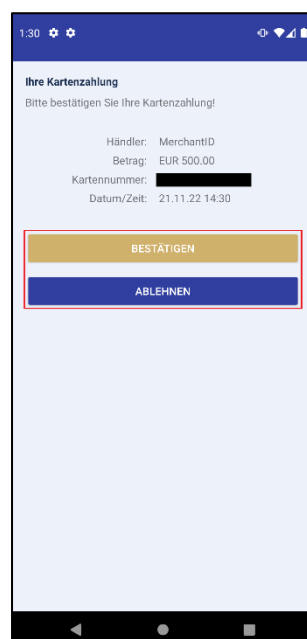 1:30
Ihre Kartenzahlung
Bitte bestätigen Sie Ihre Kartenzahlung!
Händler: MerchantID
Betrag: EUR 500.00
Kartennummer:
Datum/Zeit: 21.11.22 14:30
BESTÄTIGEN
ABLEHNEN